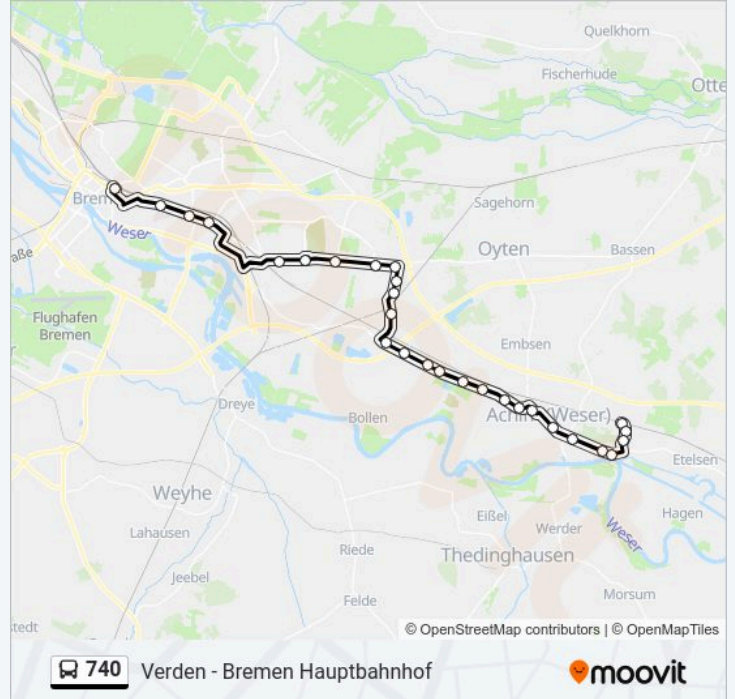 Quelkhorn
Fischerhude
Otte
Sagehorn
Brem
Weser
Oyten
Bassen
aße
Flughafen
Bremen
Embsen
Dreye
Bollen
Achim (Weser)
Etelsen
Weyhe
Hagen
Eißel
Werder
Weser
Lahausen
Riede
Thedinghausen
Jeebel
Felde
Morsum
stedt
© OpenStreetMap contributors | © OpenMapTiles
740 Verden - Bremen Hauptbahnhof
moovit